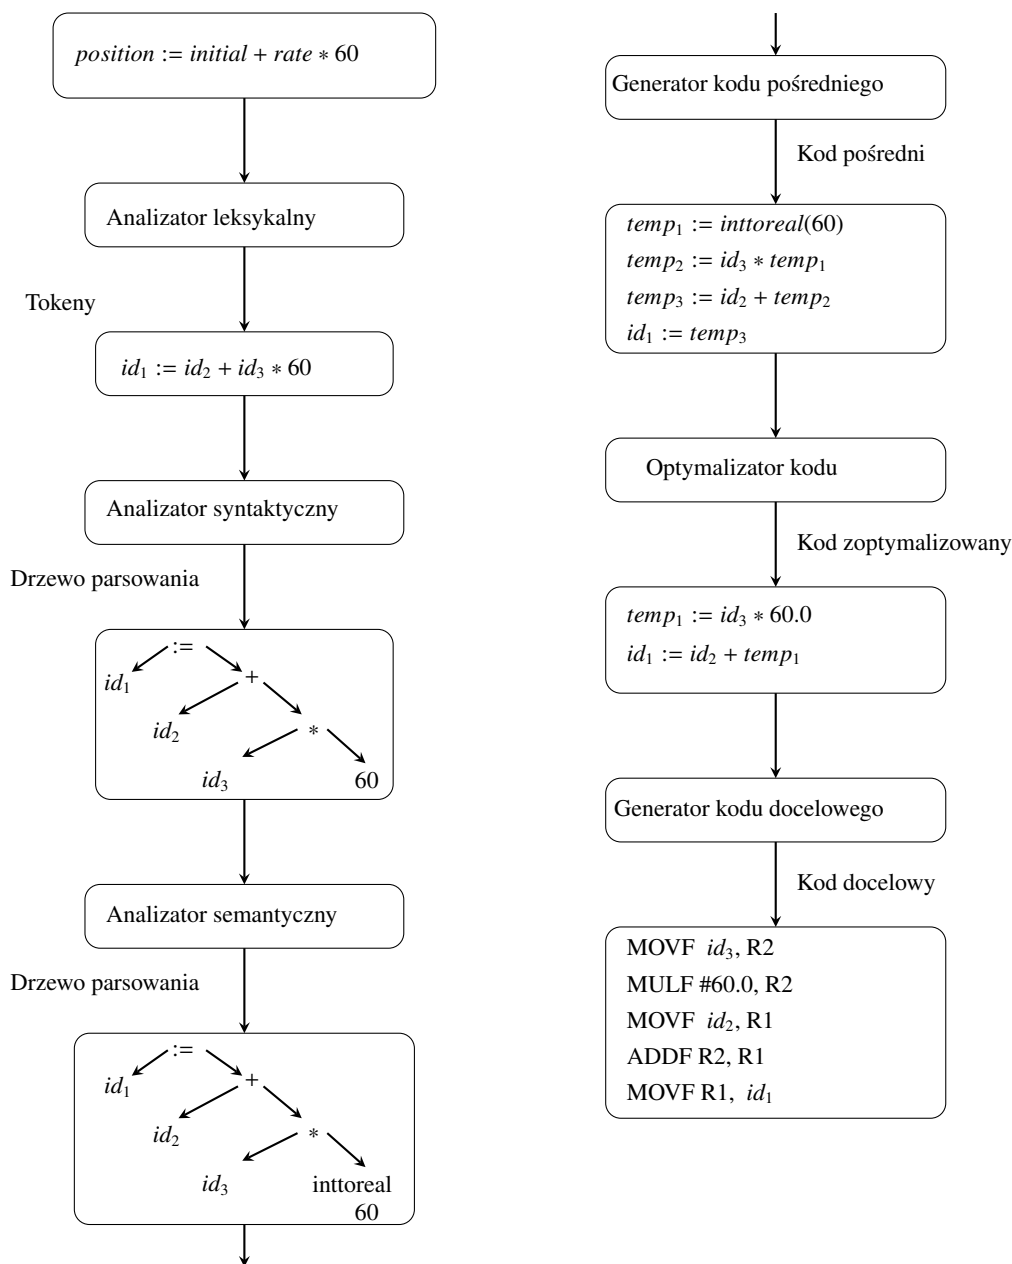 position := initial + rate ∗ 60
Analizator leksykalny
Tokeny
id₁ := id₂ + id₃ ∗ 60
Analizator syntaktyczny
Drzewo parsowania
:=
id₁
+
id₂
∗
id₃ 60
Analizator semantyczny
Drzewo parsowania
:=
id₁
+
id₂
∗
id₃ inttoreal
60
Generator kodu pośredniego
Kod pośredni
temp₁ := inttoreal(60)
temp₂ := id₃ ∗ temp₁
temp₃ := id₂ + temp₂
id₁ := temp₃
Optymalizator kodu
Kod zoptymalizowany
temp₁ := id₃ ∗ 60.0
id₁ := id₂ + temp₁
Generator kodu docelowego
Kod docelowy
MOVF id₃, R2
MULF #60.0, R2
MOVF id₂, R1
ADDF R2, R1
MOVF R1, id₁